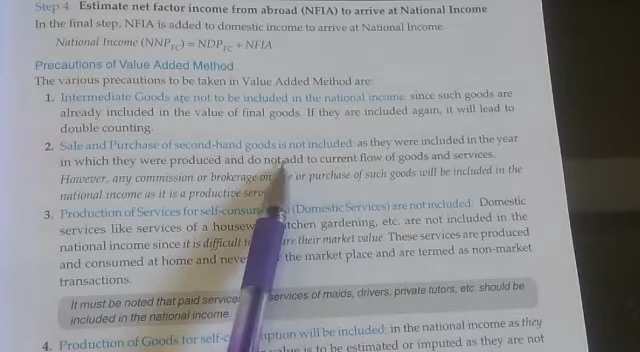 Step 4. Estimate net factor income from abroad (NFIA) to arrive at National Income
In the final step, NFIA is added to domestic income to arrive at National Income.
National Income (NNPFC) = NDPFC + NFIA
Precautions of Value Added Method
The various precautions to be taken in Value Added Method are:
1. Intermediate Goods are not to be included in the national income since such goods are
already included in the value of final goods. If they are included again, it will lead to
double counting.
2. Sale and Purchase of second-hand goods is not included as they were included in the year
in which they were produced and do not add to current flow of goods and services.
However, any commission or brokerage on or purchase of such goods will be included in the
national income as it is a productive
3. Production of Services for (Domestic Services) are not included: Domestic
services like services of a gardening, etc. are not included in the
national income since it is difficult their market value. These services are produced
and consumed at home and the market place and are termed as non-market
transactions.
It must be noted that paid services of maids, drivers, private tutors, etc. should be
included in the national income
4. Production of Goods for will be included: in the national income as they
is to be estimated or imputed as they are not